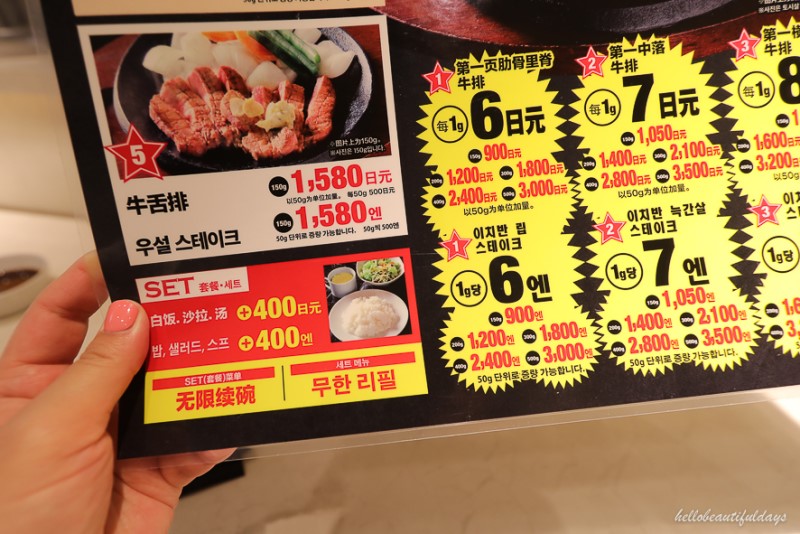 ※图片上为150g。
※사진은 150g입니다
5
牛舌排
150g 1,580日元
以50g为单位加量。 每50g 500日元
우설 스테이크
150g 1,580엔
50g 단위로 증량 가능합니다. 50g씩 500엔
SET 套餐・세트
白饭.沙拉.汤 +400日元
밥, 샐러드, 스프 +400엔
SET(套餐)菜单
无限续碗
세트 메뉴
무한 리필
1
第一页肋骨里脊
牛排
每1g 6日元
150g 900日元
200g 1,200日元 300g 1,800日元
400g 2,400日元 500g 3,000日元
以50g为单位加量。
1
이치반 립
스테이크
1g당 6엔
150g 900엔
200g 1,200엔 300g 1,800엔
400g 2,400엔 500g 3,000엔
50g 단위로 증량 가능합니다.
2
第一中落
牛排
每1g 7日元
150g 1,050日元
200g 1,400日元 300g 2,100日元
400g 2,800日元 500g 3,500日元
以50g为单位加量。
2
이치반 늑간살
스테이크
1g당 7엔
150g 1,050엔
200g 1,400엔 300g 2,100엔
400g 2,800엔 500g 3,500엔
50g 단위로 증량 가능합니다.
3
第一
牛排
每1g 8
200g 1,600日
400g 3,200
以50
3
이치
스테
1g당
200g 1,60
400g 3,2
50g
hellobeautifuldays